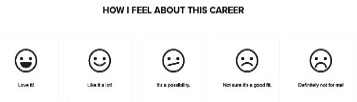 HOW I FEEL ABOUT THIS CAREER
Love it!
Like it a lot!
It's a possibility.
Not sure it's a good fit.
Definitely not for me!